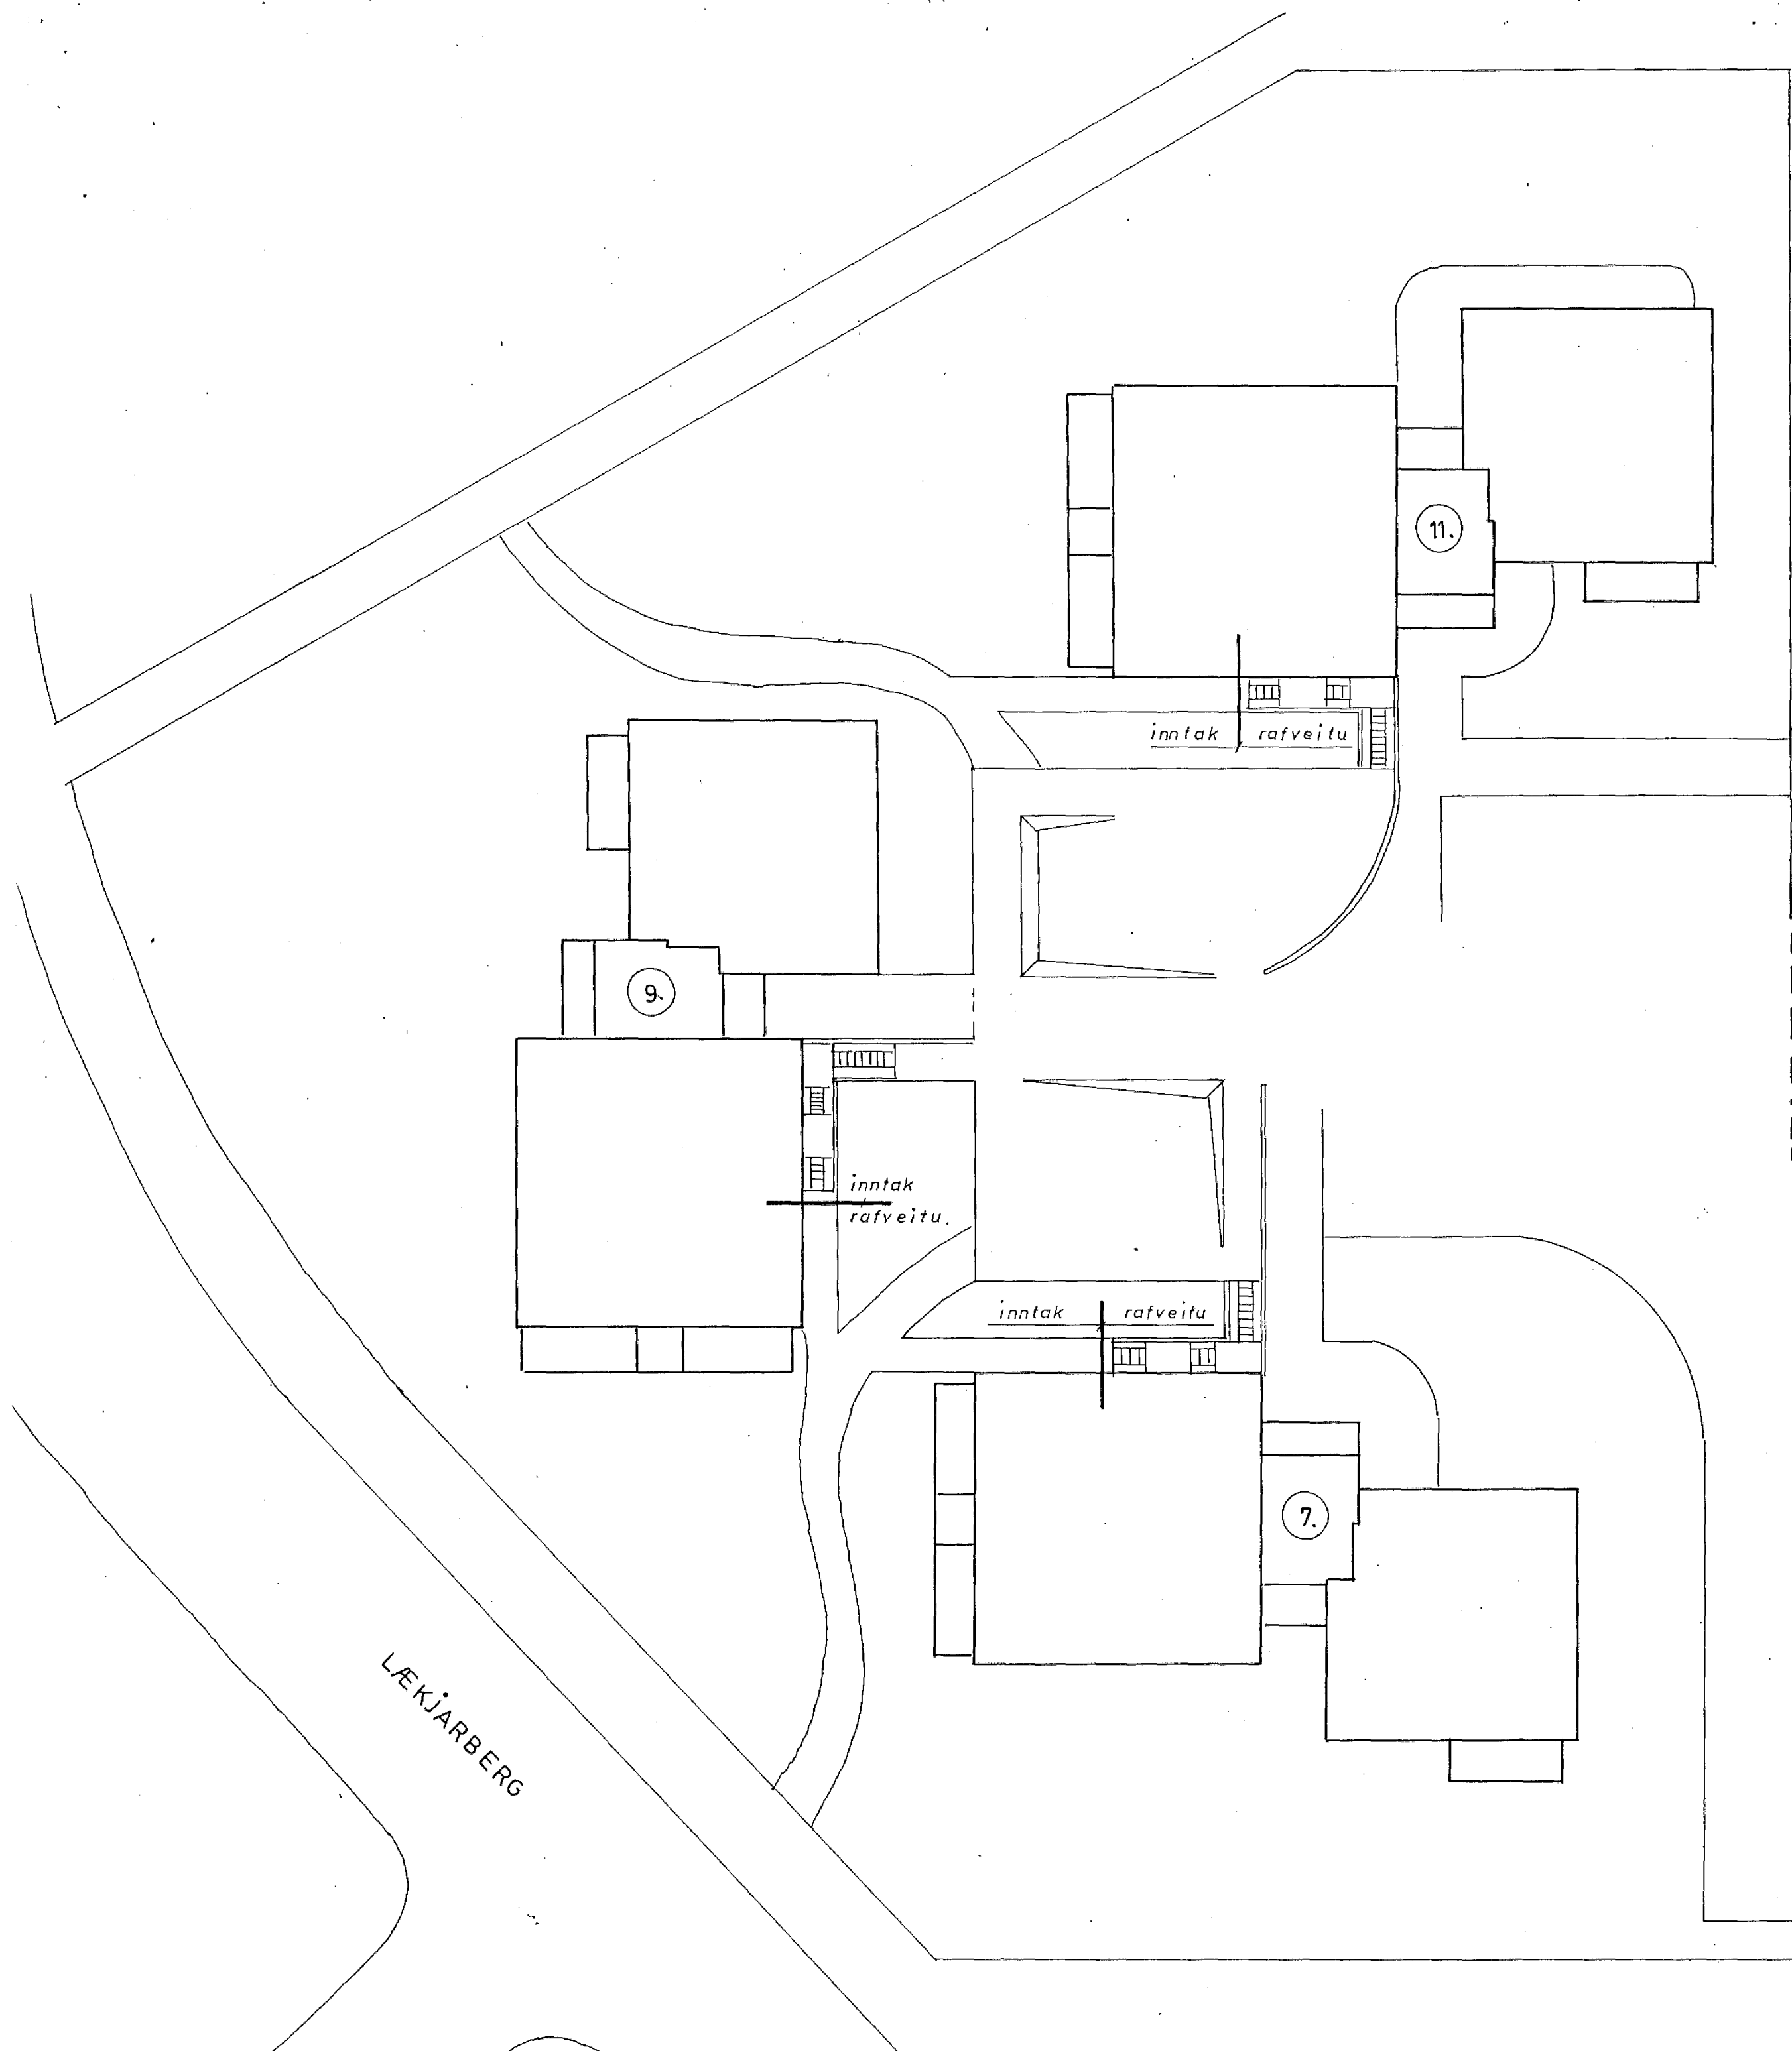 11.
inntak rafveitu
9.
inntak
rafveitu.
inntak rafveitu
7.
LÆKJARBERG